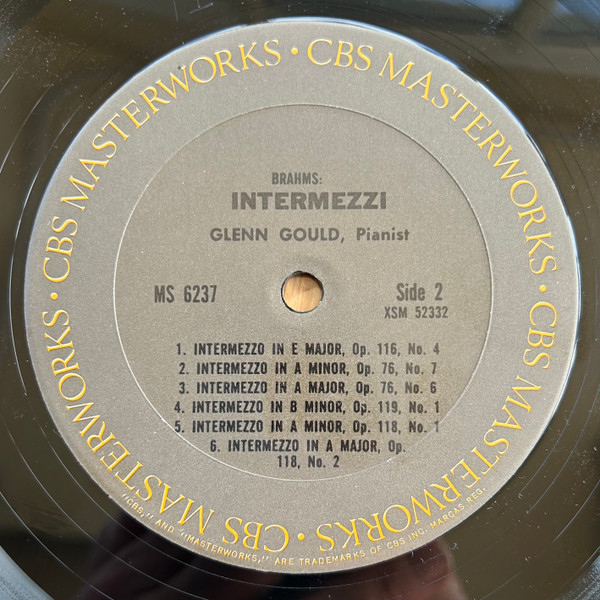 CBS MASTERWORKS • CBS MASTERWORKS • CBS MASTERWORKS • CBS MASTERWORKS •
BRAHMS:
INTERMEZZI
GLENN GOULD, Pianist
MS 6237
Side 2
XSM 52332
1. INTERMEZZO IN E MAJOR, Op. 116, No. 4
2. INTERMEZZO IN A MINOR, Op. 76, No. 7
3. INTERMEZZO IN A MAJOR, Op. 76, No. 6
4. INTERMEZZO IN B MINOR, Op. 119, No. 1
5. INTERMEZZO IN A MINOR, Op. 118, No. 1
6. INTERMEZZO IN A MAJOR, Op.
118, No. 2
"CBS," AND "MASTERWORKS," ARE TRADEMARKS OF CBS INC. MARCAS REG.